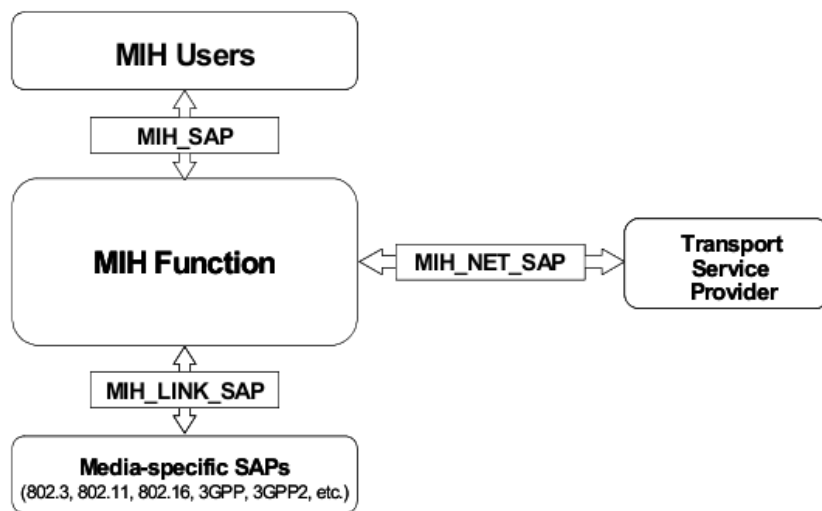 MIH Users
MIH_SAP
MIH Function
MIH_NET_SAP
Transport
Service
Provider
MIH_LINK_SAP
Media-specific SAPs
(802.3, 802.11, 802.16, 3GPP, 3GPP2, etc.)